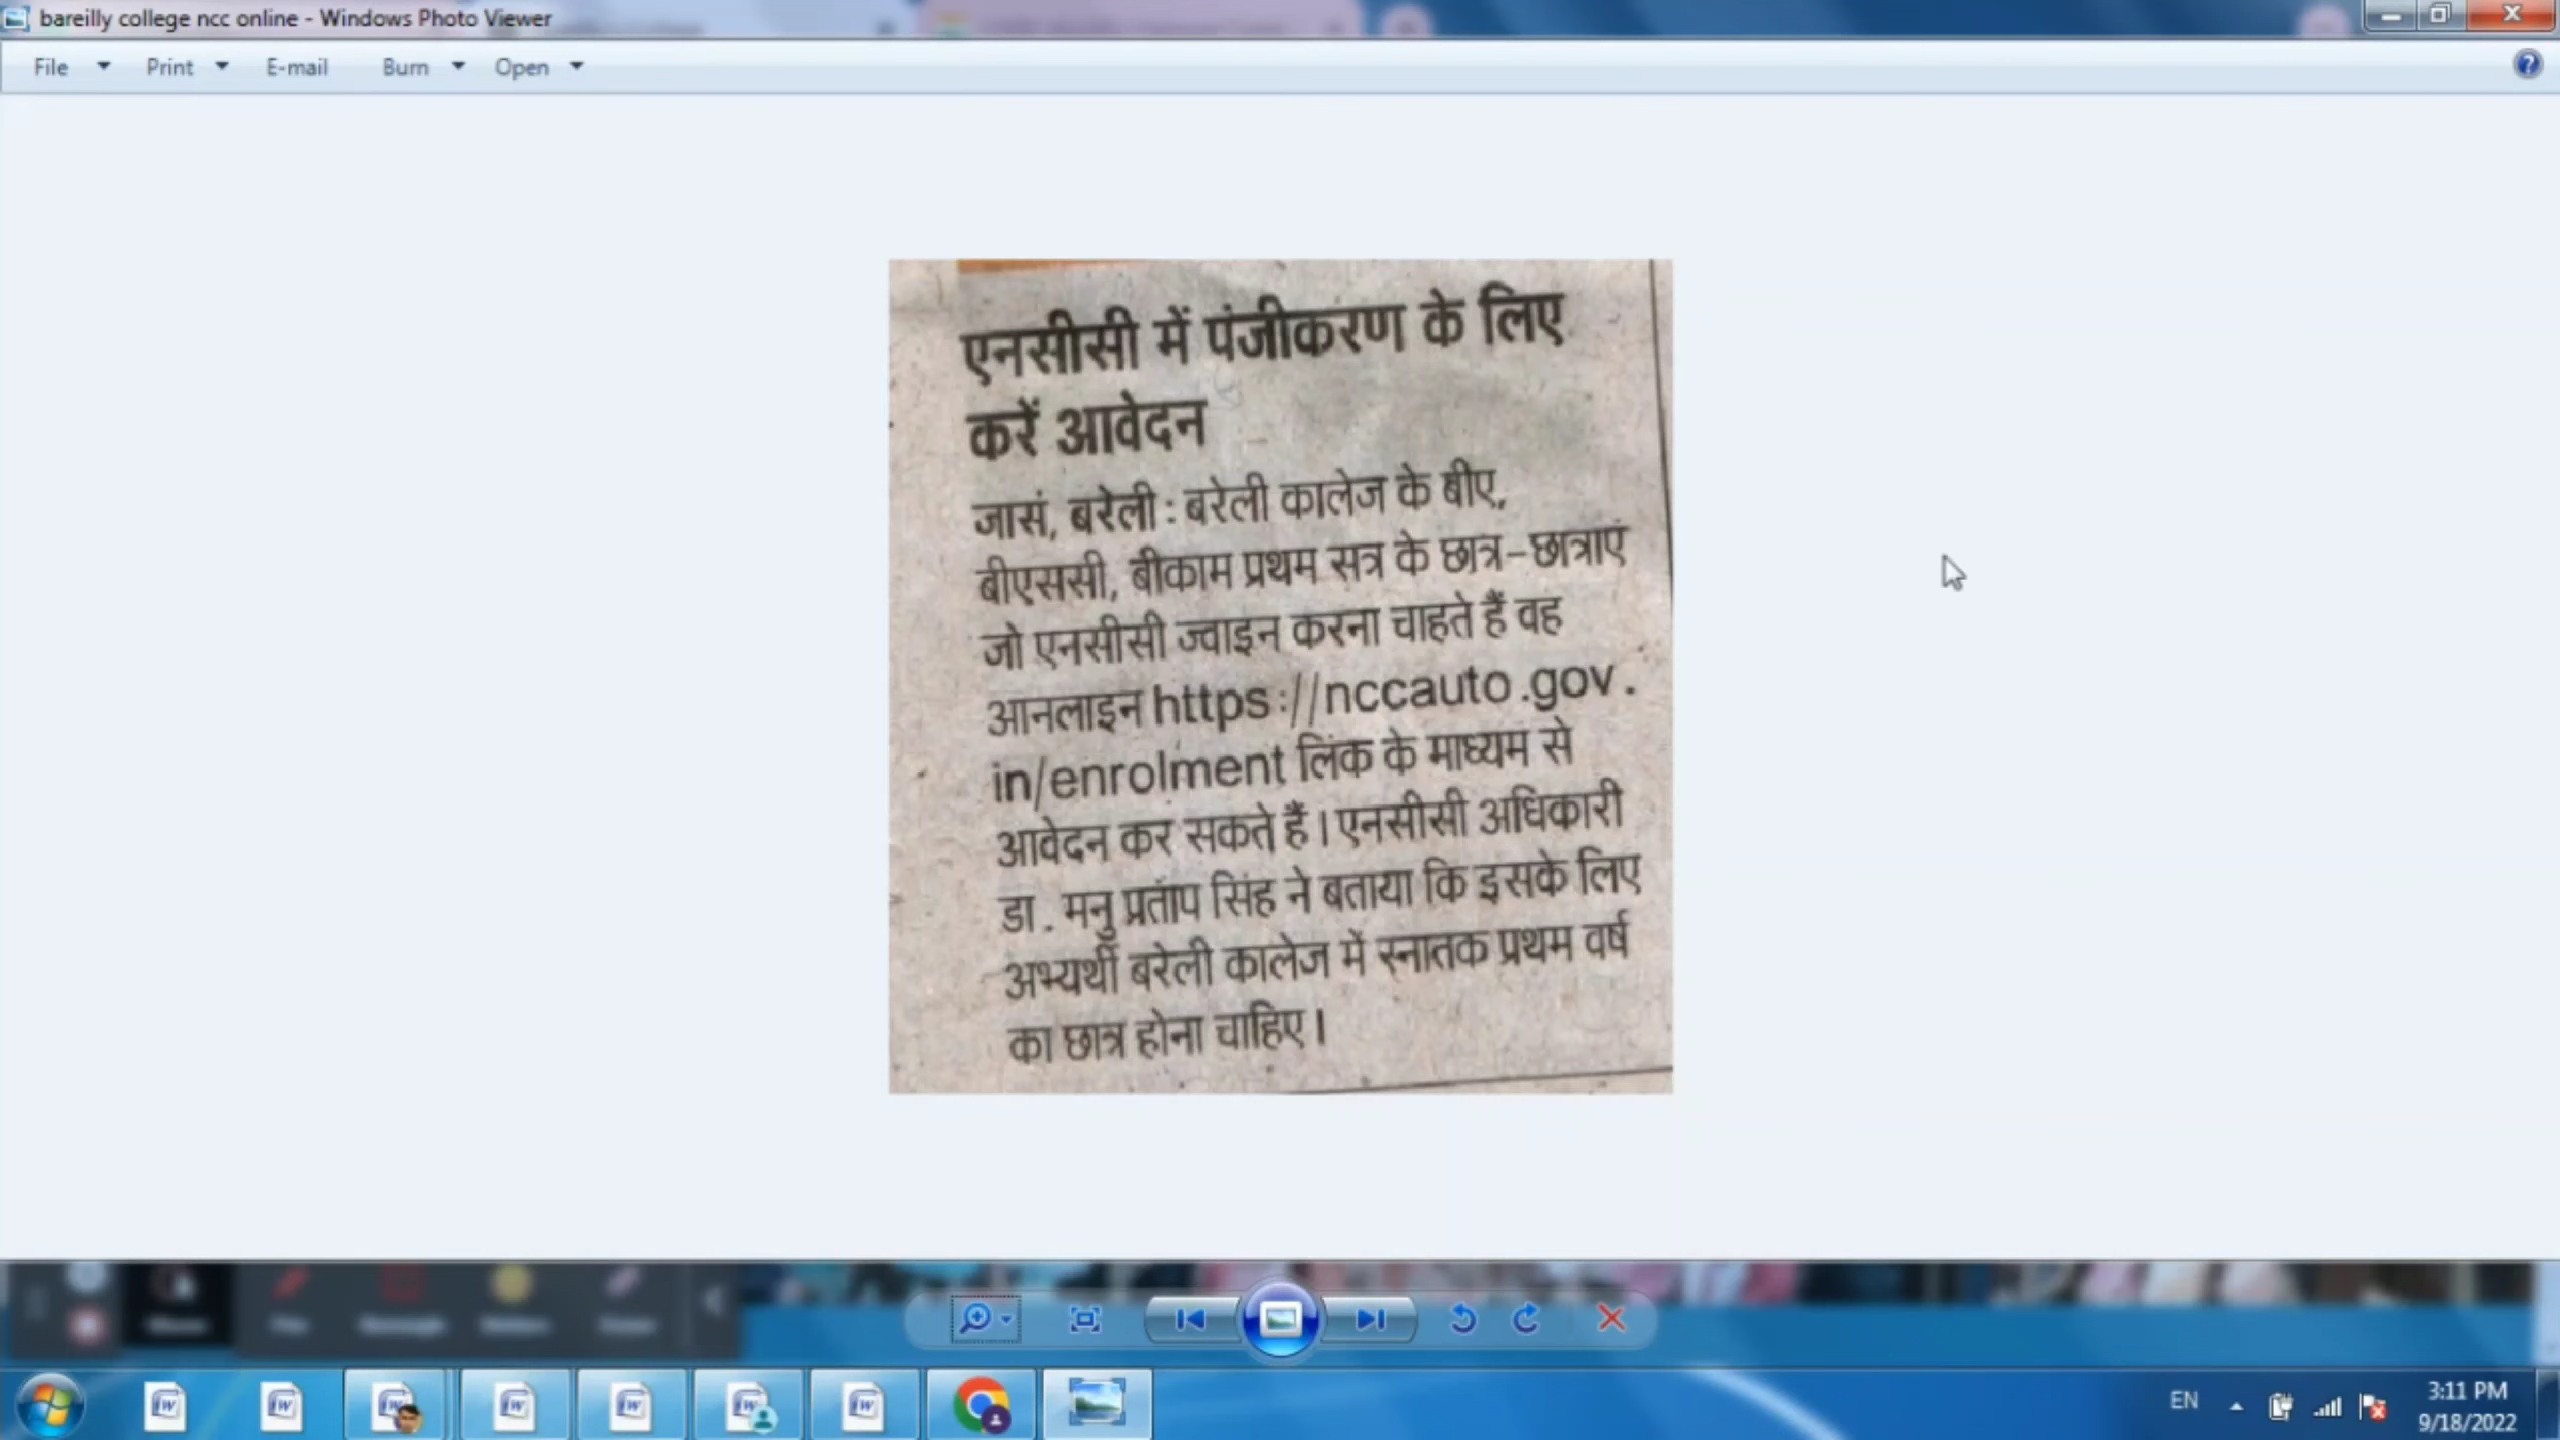 bareilly college ncc online - Windows Photo Viewer
File Print E-mail Burn Open
एनसीसी में पंजीकरण के लिए
करें आवेदन
जासं, बरेली : बरेली कालेज के बीए,
बीएससी, बीकाम प्रथम सत्र के छात्र-छात्राएं
जो एनसीसी ज्वाइन करना चाहते हैं वह
आनलाइन https://nccauto.gov.
in/enrolment लिंक के माध्यम से
आवेदन कर सकते हैं। एनसीसी अधिकारी
डा. मनु प्रताप सिंह ने बताया कि इसके लिए
अभ्यर्थी बरेली कालेज में स्नातक प्रथम वर्ष
का छात्र होना चाहिए।
EN
3:11 PM
9/18/2022